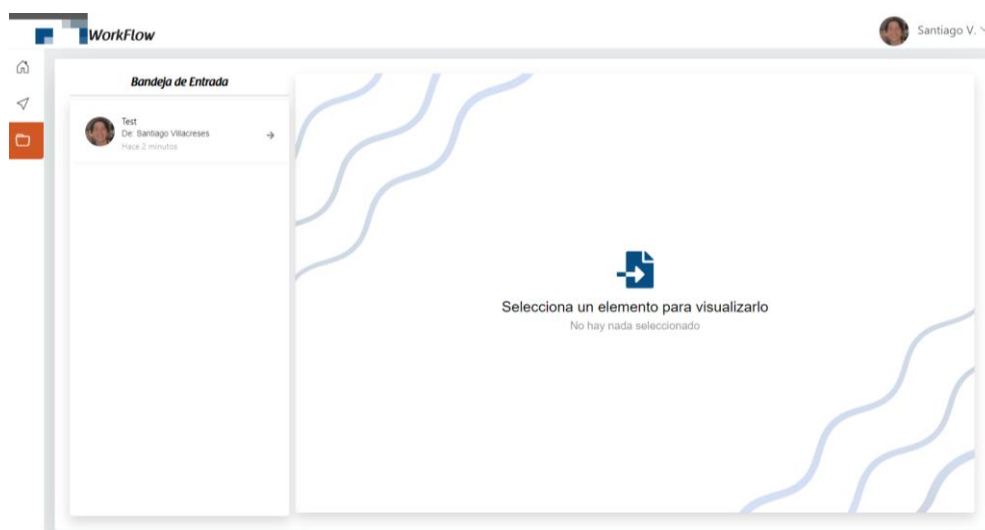 WorkFlow
Santiago V.
Bandeja de Entrada
Test
De: Santiago Villacreses
Hace 2 minutos
Selecciona un elemento para visualizarlo
No hay nada seleccionado